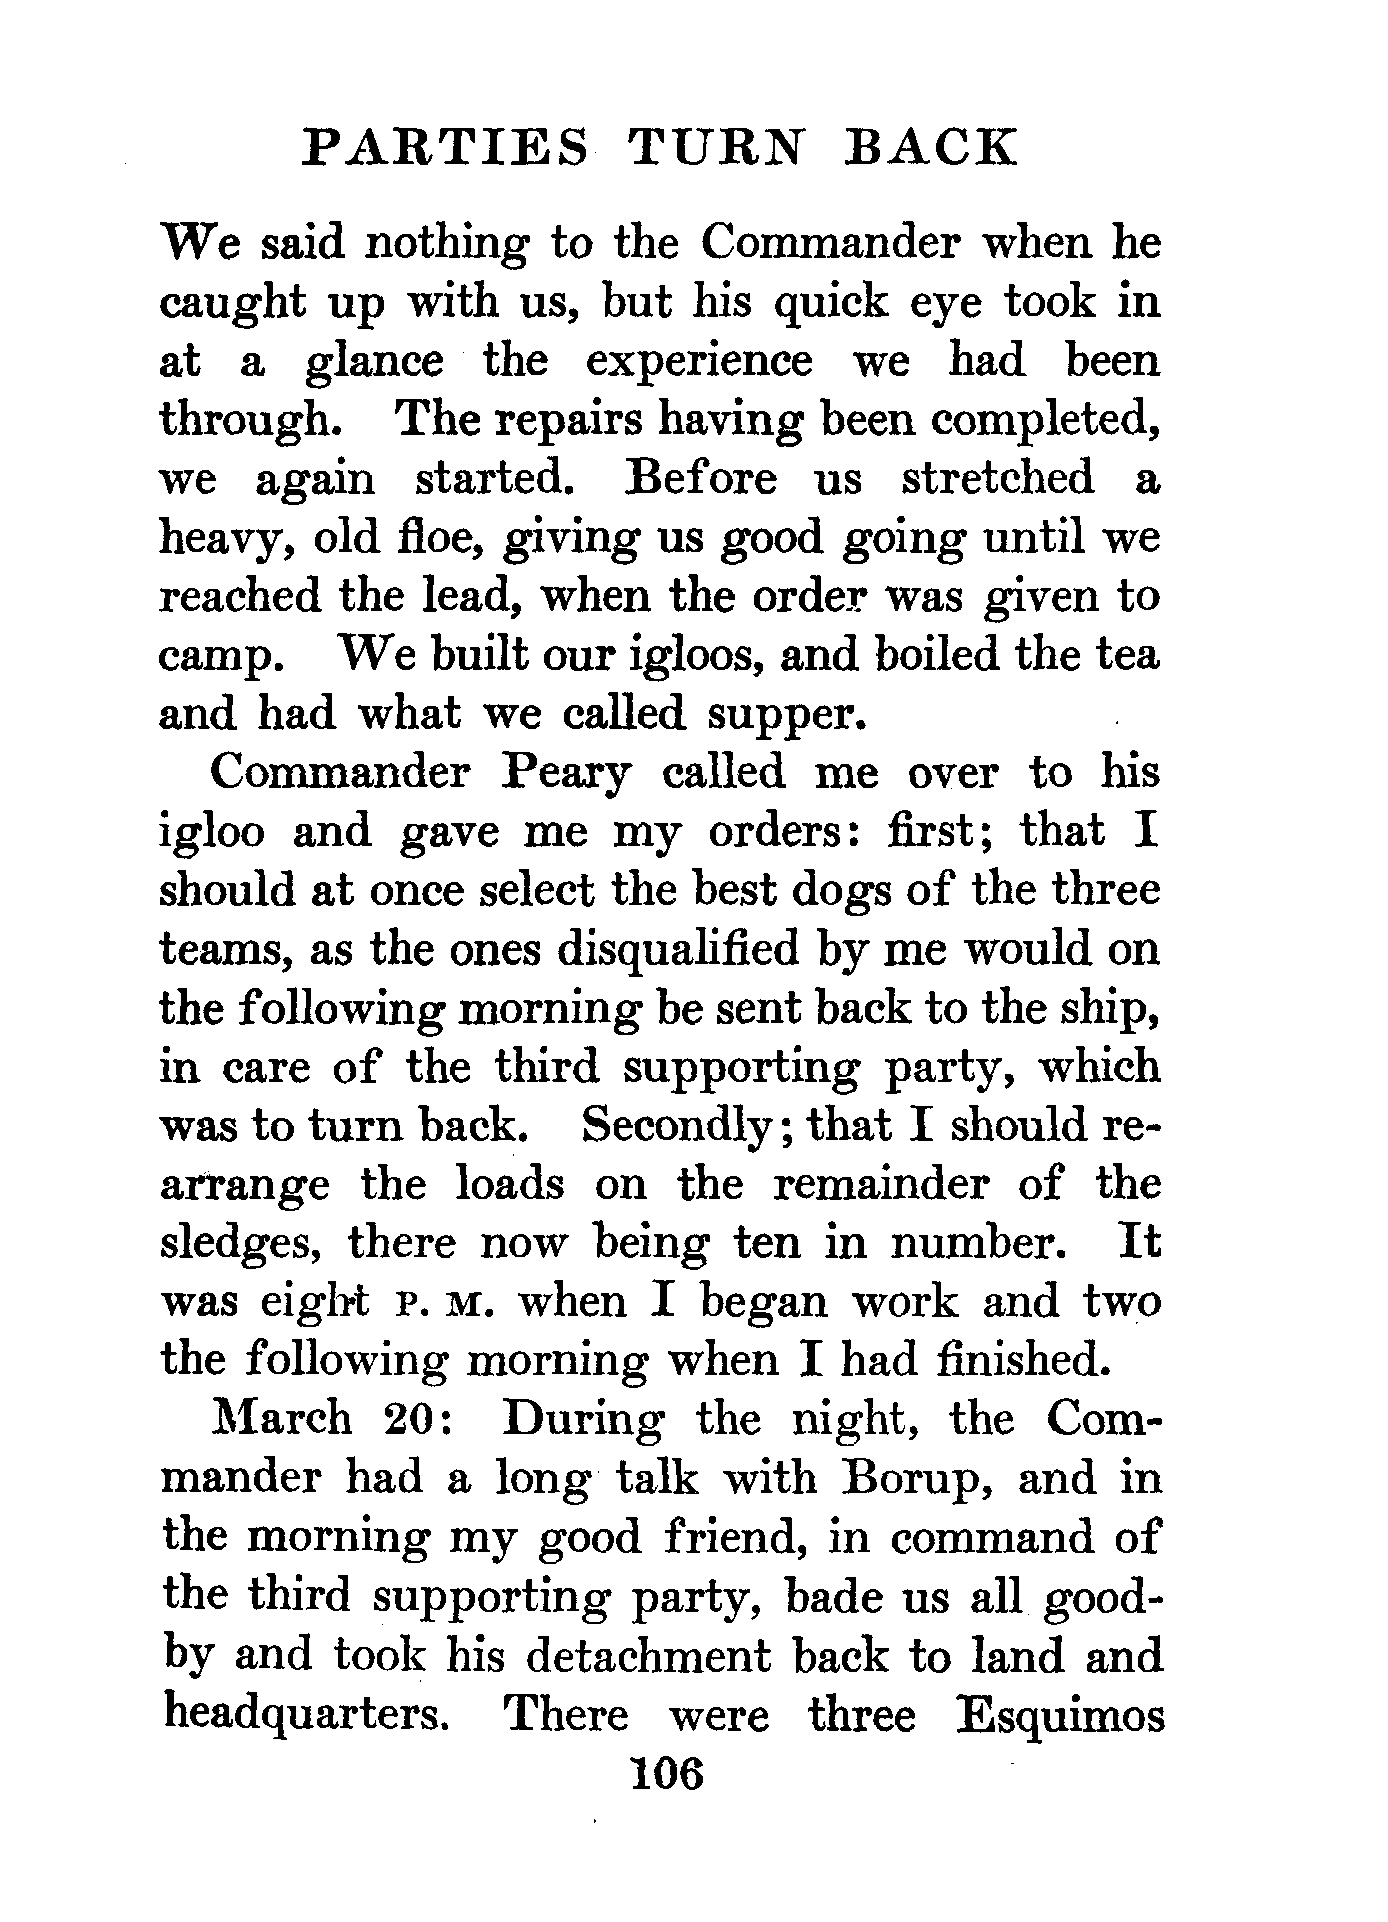 PARTIES TURN BACK
We said nothing to the Commander when he
caught up with us, but his quick eye took in
at a glance the experience we had been
through. The repairs having been completed,
we again started. Before us stretched a
heavy, old floe, giving us good going until we
reached the lead, when the order was given to
camp. We built our igloos, and boiled the tea
and had what we called supper.
Commander Peary called me over to his
igloo and gave me my orders: first; that I
should at once select the best dogs of the three
teams, as the ones disqualified by me would on
the following morning be sent back to the ship,
in care of the third supporting party, which
was to turn back. Secondly; that I should re-
arrange the loads on the remainder of the
sledges, there now being ten in number. It
was eight P. M. when I began work and two
the following morning when I had finished.
March 20: During the night, the Com-
mander had a long talk with Borup, and in
the morning my good friend, in command of
the third supporting party, bade us all good-
by and took his detachment back to land and
headquarters. There were three Esquimos
106